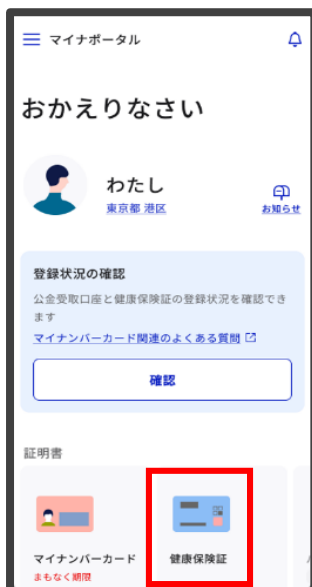 マイナポータル
おかえりなさい
わたし
東京都 港区
お知らせ
登録状況の確認
公金受取口座と健康保険証の登録状況を確認でき
ます
マイナンバーカード関連のよくある質問
確認
証明書
マイナンバーカード
まもなく期限
健康保険証